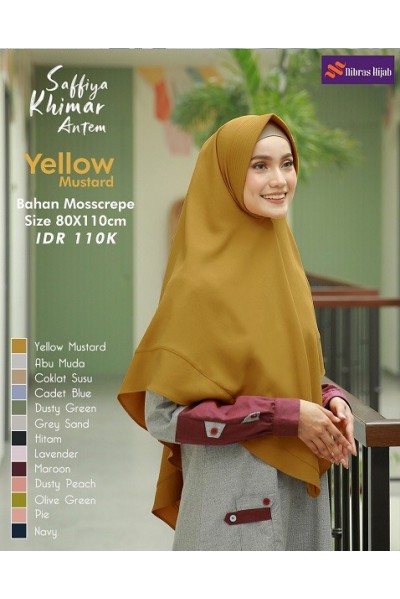 Saffiya
Khimar
Antem
Nibras Hijab
Yellow
Mustard
Bahan Mosscrepe
Size 80X110cm
IDR 110K
Yellow Mustard
Abu Muda
Coklat Susu
Cadet Blue
Dusty Green
Grey Sand
Hitam
Lavender
Maroon
Dusty Peach
Olive Green
Pie
Navy